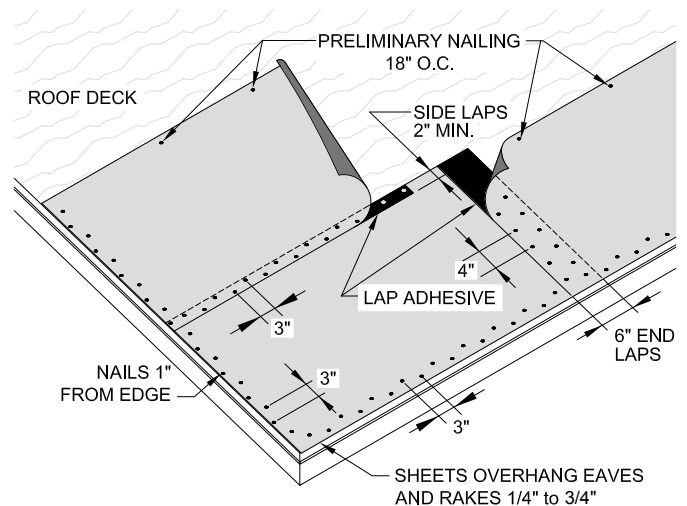 PRELIMINARY NAILING
18" O.C.
ROOF DECK
SIDE LAPS
2" MIN.
4"
LAP ADHESIVE
3"
6" END
LAPS
NAILS 1"
FROM EDGE
3"
3"
SHEETS OVERHANG EAVES
AND RAKES 1/4" to 3/4"